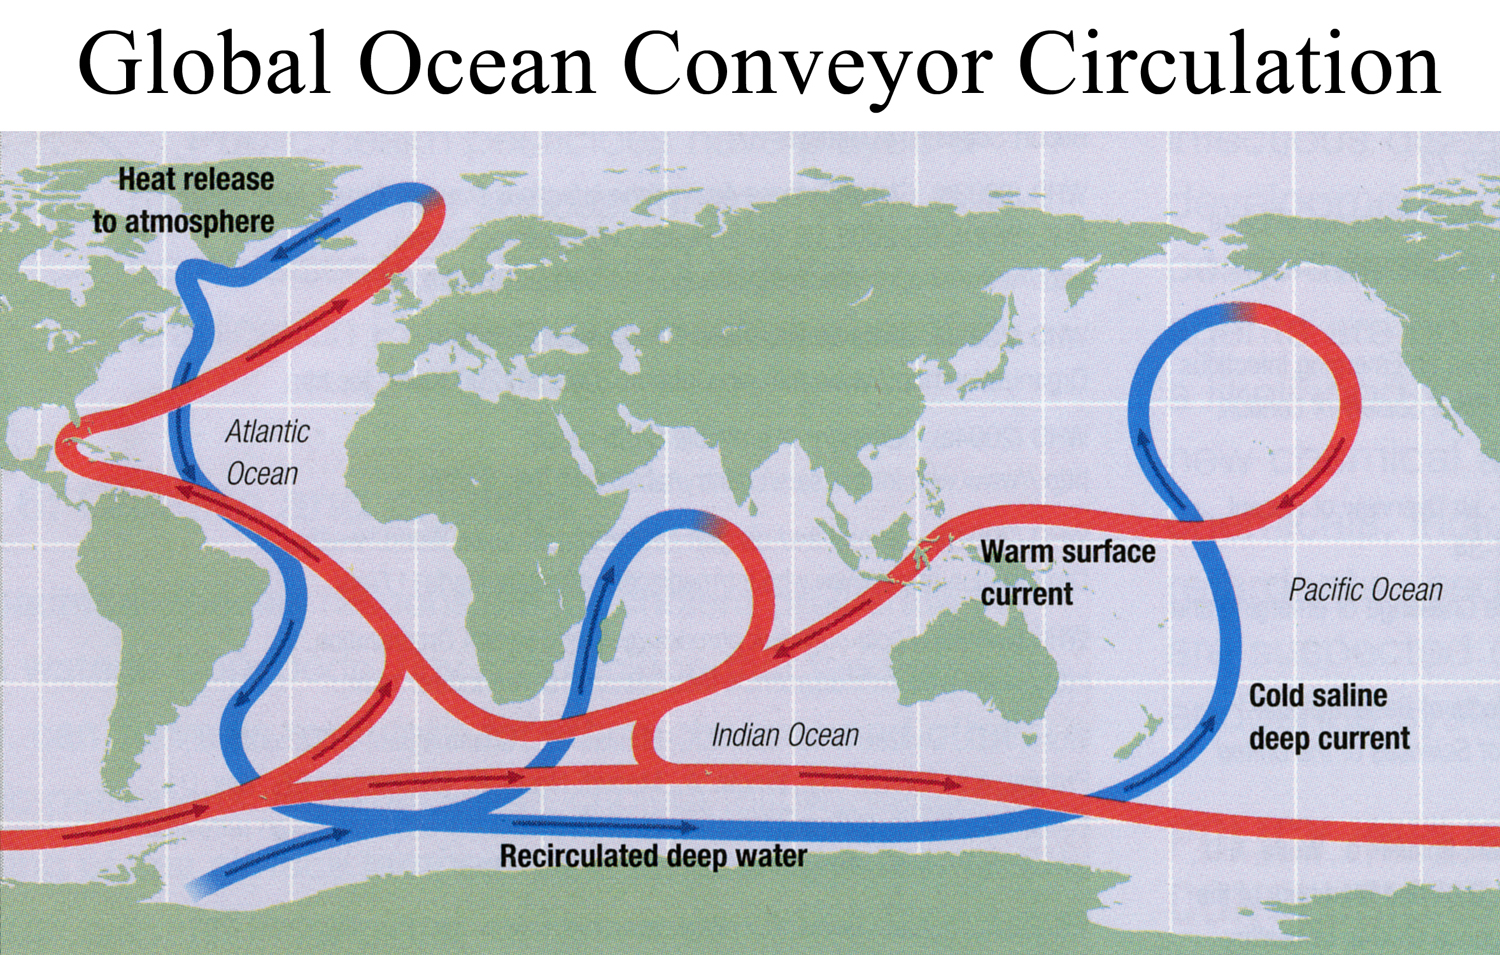 Global Ocean Conveyor Circulation
Heat release
to atmosphere
Atlantic
Ocean
Warm surface
current
Pacific Ocean
Cold saline
deep current
Indian Ocean
Recirculated deep water